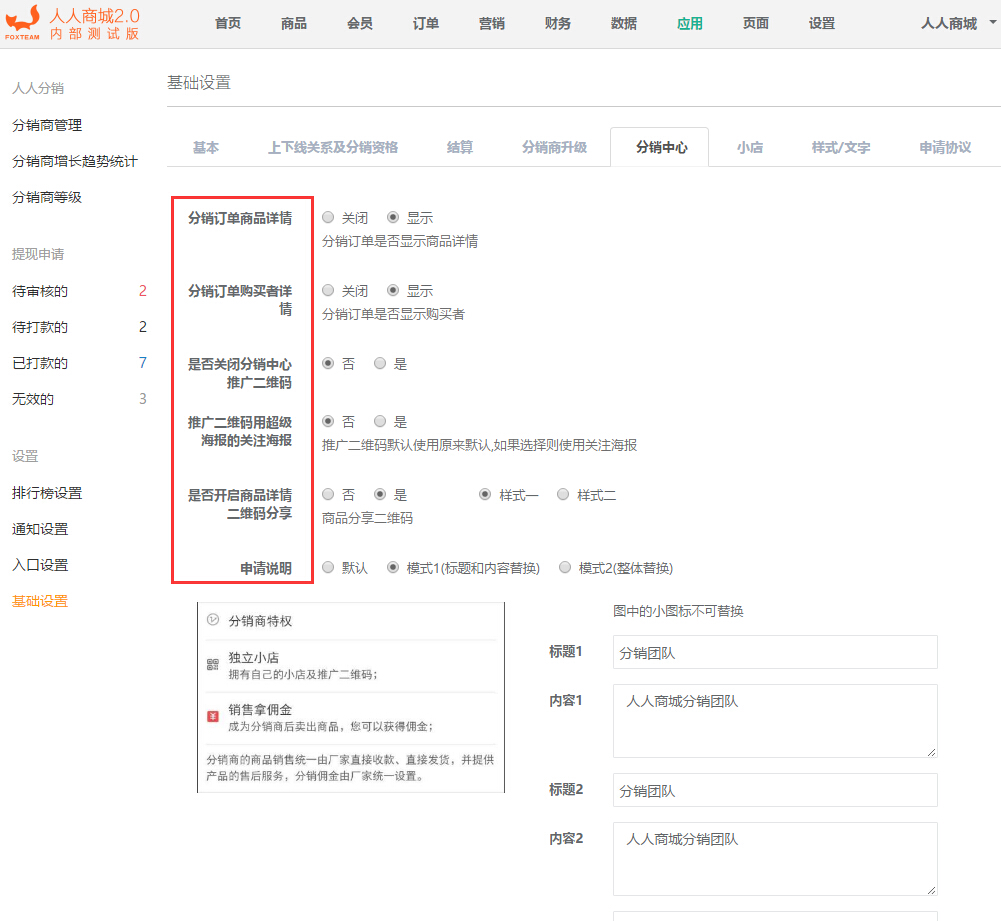 人人商城2.0
内部测试版
FOXTEAM
首页 商品 会员 订单 营销 财务 数据 应用 页面 设置 人人商城
人人分销
分销商管理
分销商增长趋势统计
分销商等级
提现申请
待审核的 2
待打款的 2
已打款的 7
无效的 3
设置
排行榜设置
通知设置
入口设置
基础设置
基础设置
基本 上下线关系及分销资格 结算 分销商升级 分销中心 小店 样式/文字 申请协议
分销订单商品详情 关闭 显示
分销订单是否显示商品详情
分销订单购买者详
情
关闭 显示
分销订单是否显示购买者
是否关闭分销中心
推广二维码
否 是
推广二维码用超级
海报的关注海报
否 是
推广二维码默认使用原来默认,如果选择则使用关注海报
是否开启商品详情
二维码分享
否 是 样式一 样式二
商品分享二维码
申请说明 默认 模式1(标题和内容替换) 模式2(整体替换)
分销商特权
独立小店
拥有自己的小店及推广二维码；
销售拿佣金
成为分销商后卖出商品，您可以获得佣金；
分销商的商品销售统一由厂家直接收款、直接发货，并提供
产品的售后服务，分销佣金由厂家统一设置。
图中的小图标不可替换
标题1 分销团队
内容1 人人商城分销团队
标题2 分销团队
内容2 人人商城分销团队